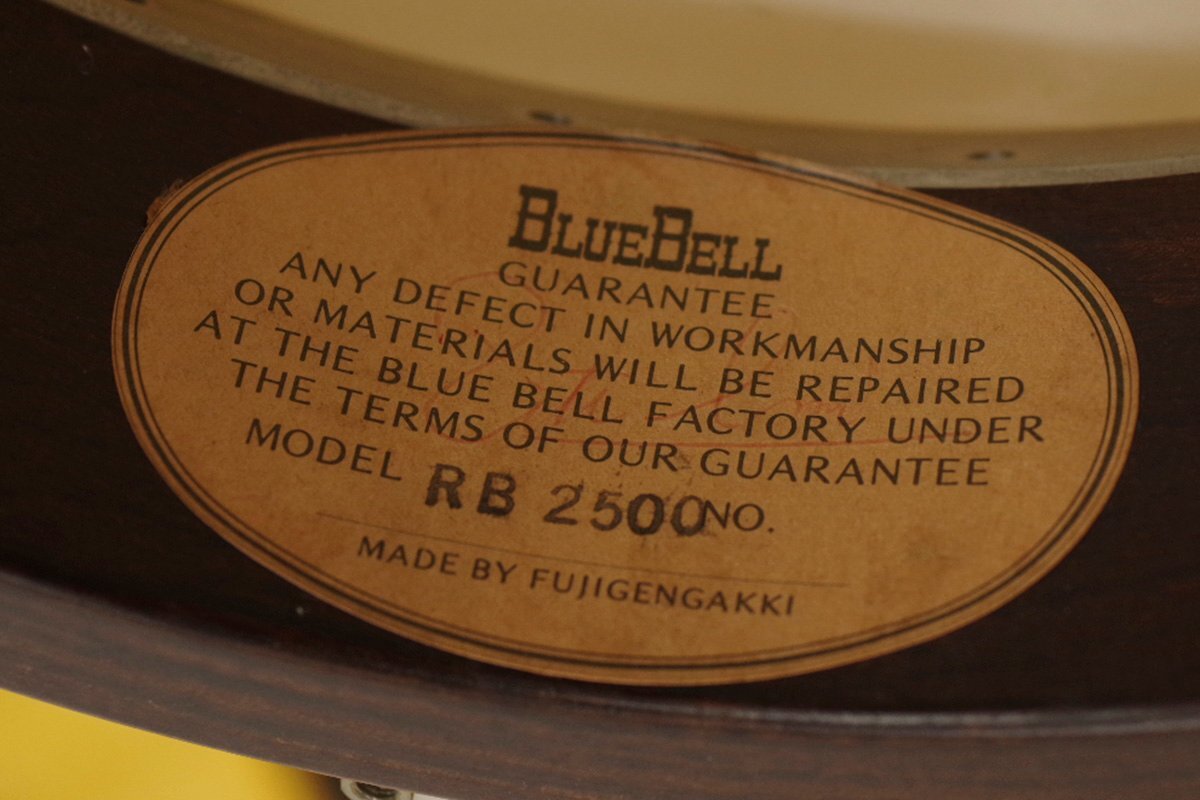 BLUEBELL
GUARANTEE
ANY DEFECT IN WORKMANSHIP
OR MATERIALS WILL BE REPAIRED
AT THE BLUE BELL FACTORY UNDER
THE TERMS OF OUR GUARANTEE
MODEL RB 2500 NO.
MADE BY FUJIGENGAKKI